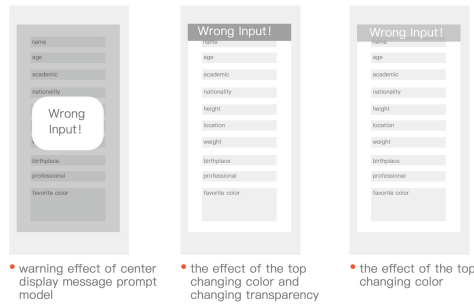 name
age
academic
nationality
Wrong
Input!
birthplace
professional
favorite color
• warning effect of center
display message prompt
model
Wrong Input!
name
age
academic
nationality
height
location
weight
birthplace
professional
favorite color
• the effect of the top
changing color and
changing transparency
Wrong Input!
name
age
academic
nationality
height
location
weight
birthplace
professional
favorite color
• the effect of the top
changing color